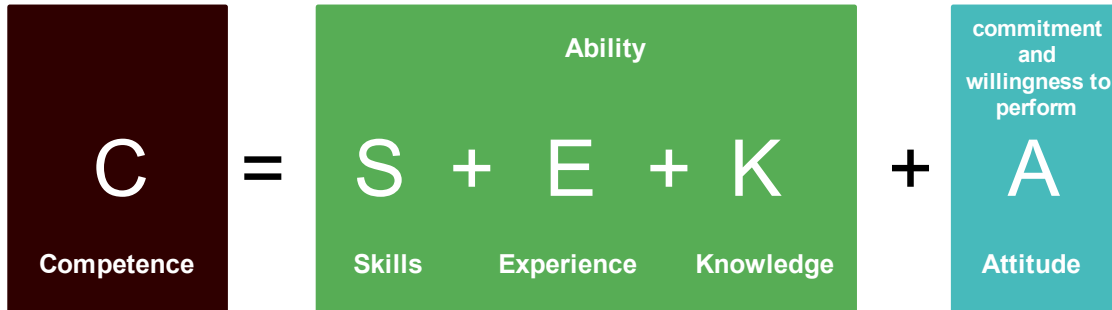 Ability
commitment
and
willingness to
perform
C = S + E + K + A
Competence Skills Experience Knowledge Attitude